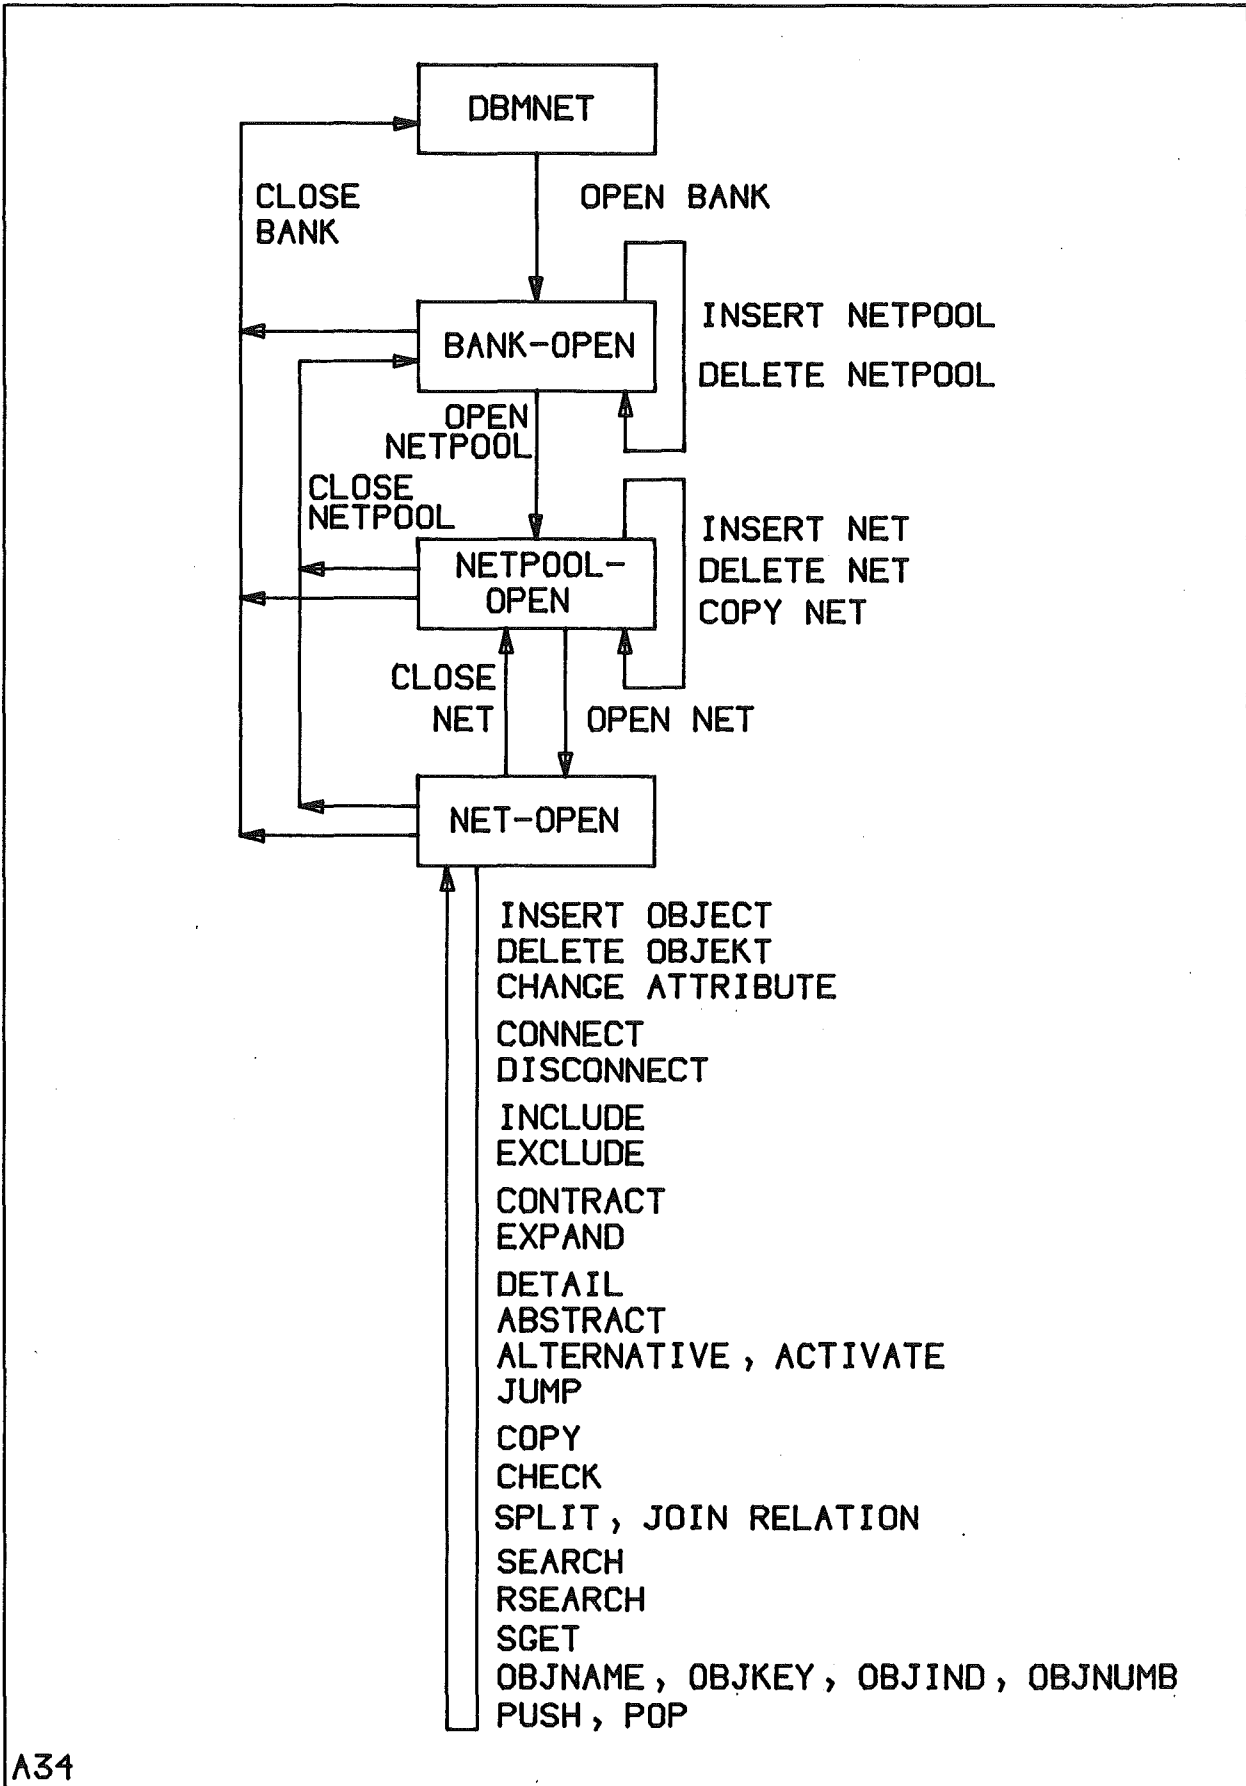 DBMNET
CLOSE
BANK
OPEN BANK
INSERT NETPOOL
BANK-OPEN
DELETE NETPOOL
OPEN
NETPOOL
CLOSE
NETPOOL
INSERT NET
NETPOOL-
OPEN
DELETE NET
COPY NET
CLOSE
NET
OPEN NET
NET-OPEN
INSERT OBJECT
DELETE OBJEKT
CHANGE ATTRIBUTE
CONNECT
DISCONNECT
INCLUDE
EXCLUDE
CONTRACT
EXPAND
DETAIL
ABSTRACT
ALTERNATIVE, ACTIVATE
JUMP
COPY
CHECK
SPLIT, JOIN RELATION
SEARCH
RSEARCH
SGET
OBJNAME, OBJKEY, OBJIND, OBJNUMB
PUSH, POP
A34